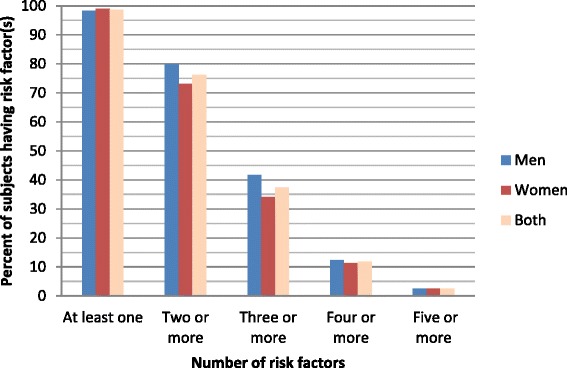 Percent of subjects having risk factor(s)
100
90
80
70
60
50
40
30
20
10
0
At least one
Two or
more
Three or
more
Four or
more
Five or
more
Number of risk factors
Men
Women
Both